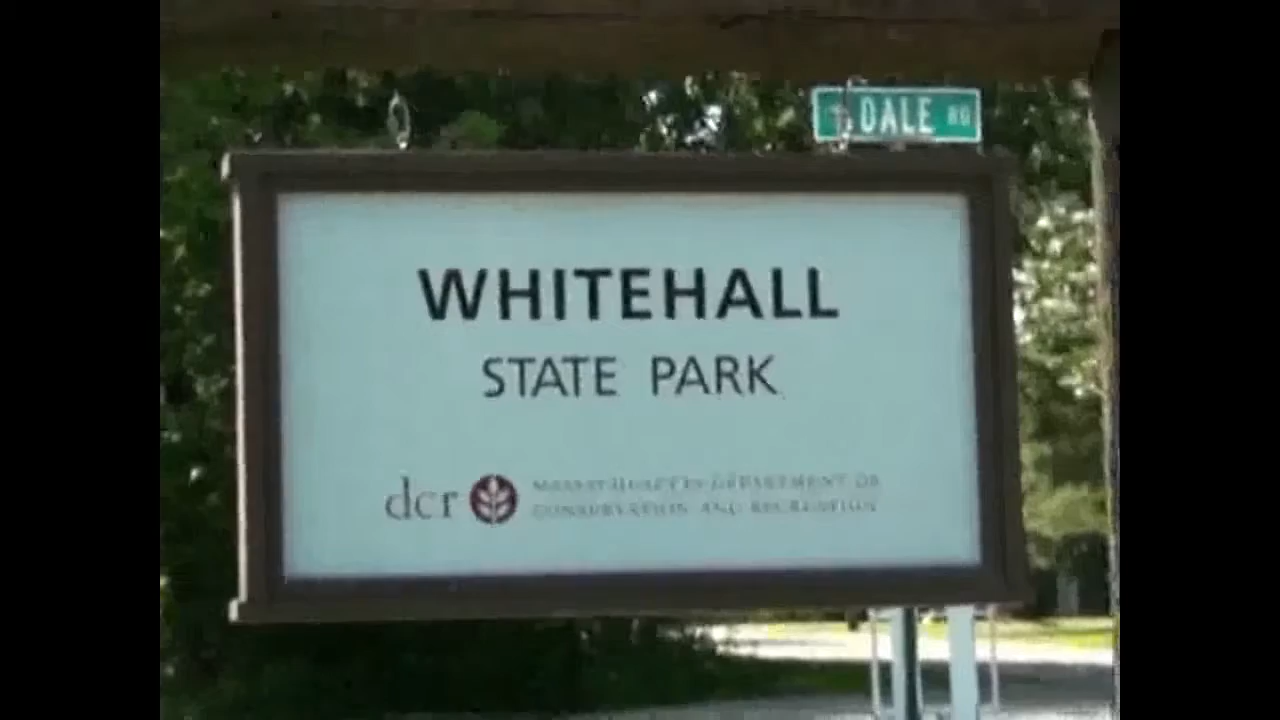 DALE RD
WHITEHALL
STATE PARK
dcr
MASSACHUSETTS DEPARTMENT OF
CONSERVATION AND RECREATION